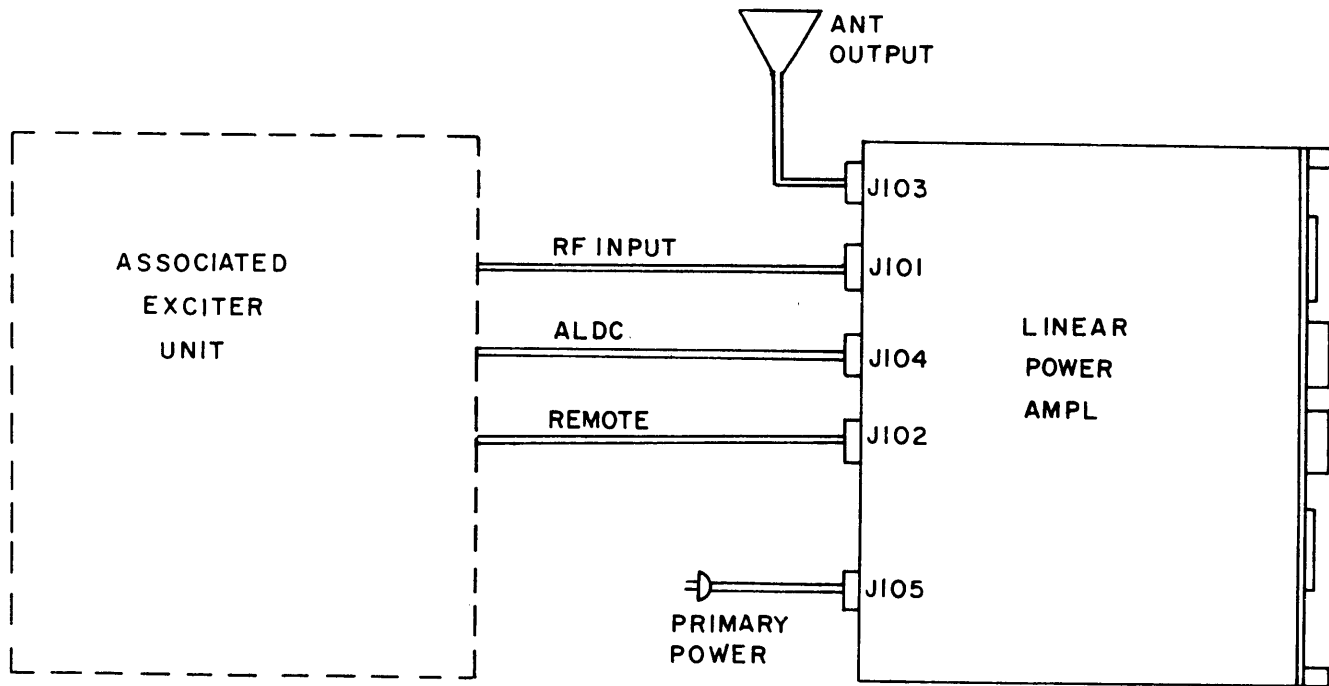 ANT
OUTPUT
J103
RF INPUT
J101
ASSOCIATED
EXCITER
UNIT
ALDC
J104
LINEAR
POWER
AMPL
REMOTE
J102
J105
PRIMARY
POWER